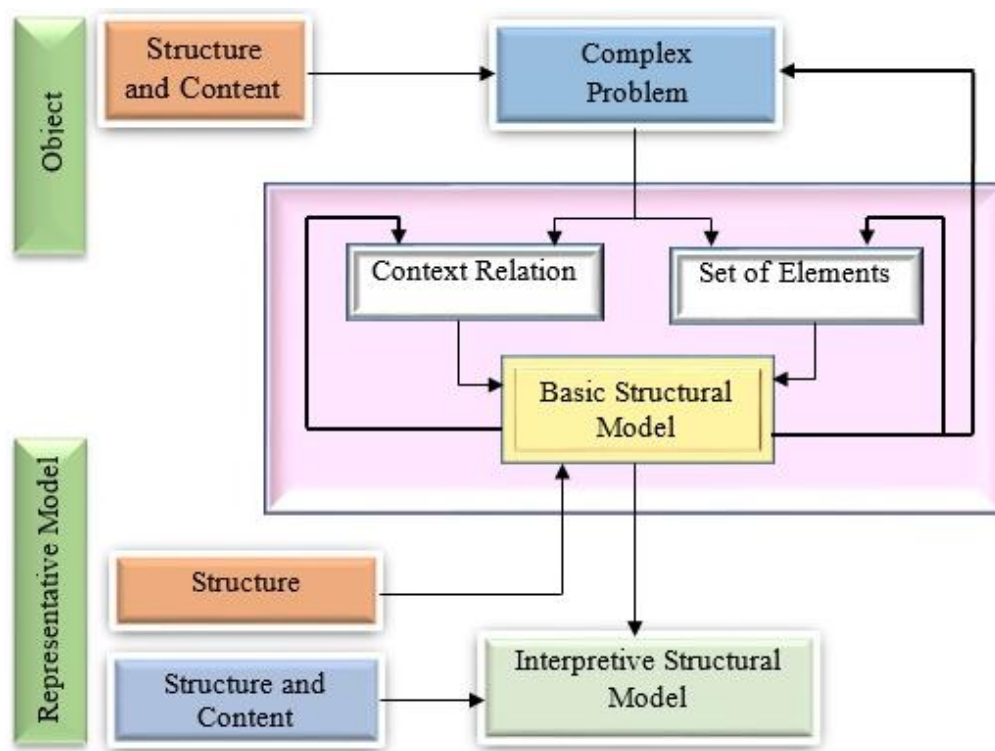 Object
Structure
and Content
Complex
Problem
Context Relation
Set of Elements
Basic Structural
Model
Representative Model
Structure
Structure and
Content
Interpretive Structural
Model